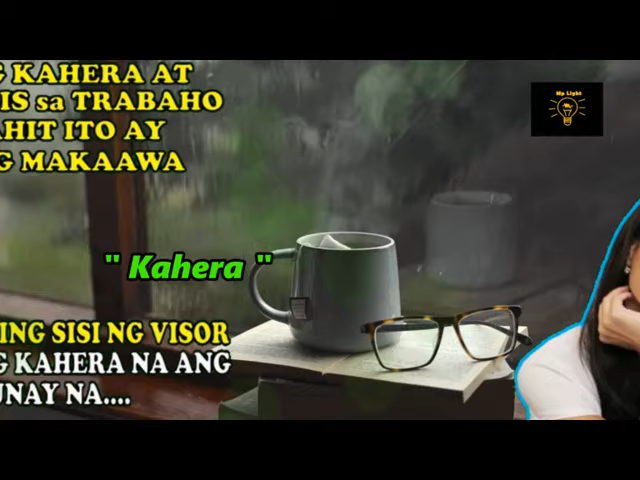 G KAHERA AT
IS sa TRABAHO
AHIT ITO AY
G MAKAAWA
Mp Light
" Kahera "
ING SISI NG VISOR
G KAHERA NA ANG
UNAY NA....